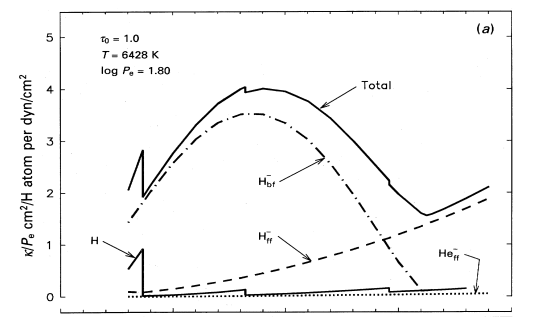 (a)
τ₀ = 1.0
T = 6428 K
log Pₑ = 1.80
Total
H⁻bf
H⁻ff
H
He⁻ff
5
4
3
2
1
0
κ/Pₑ cm²/H atom per dyn/cm²